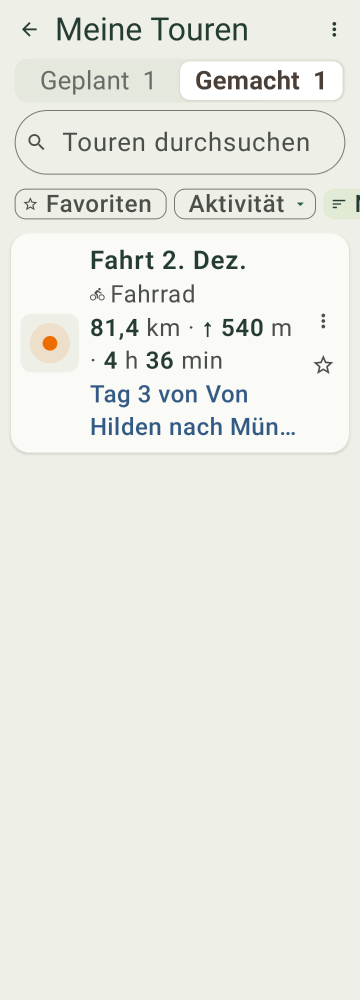 Meine Touren
Geplant 1
Gemacht 1
Touren durchsuchen
Favoriten
Aktivität
Fahrt 2. Dez.
Fahrrad
81,4 km · ↑ 540 m
· 4 h 36 min
Tag 3 von Von
Hilden nach Mün…